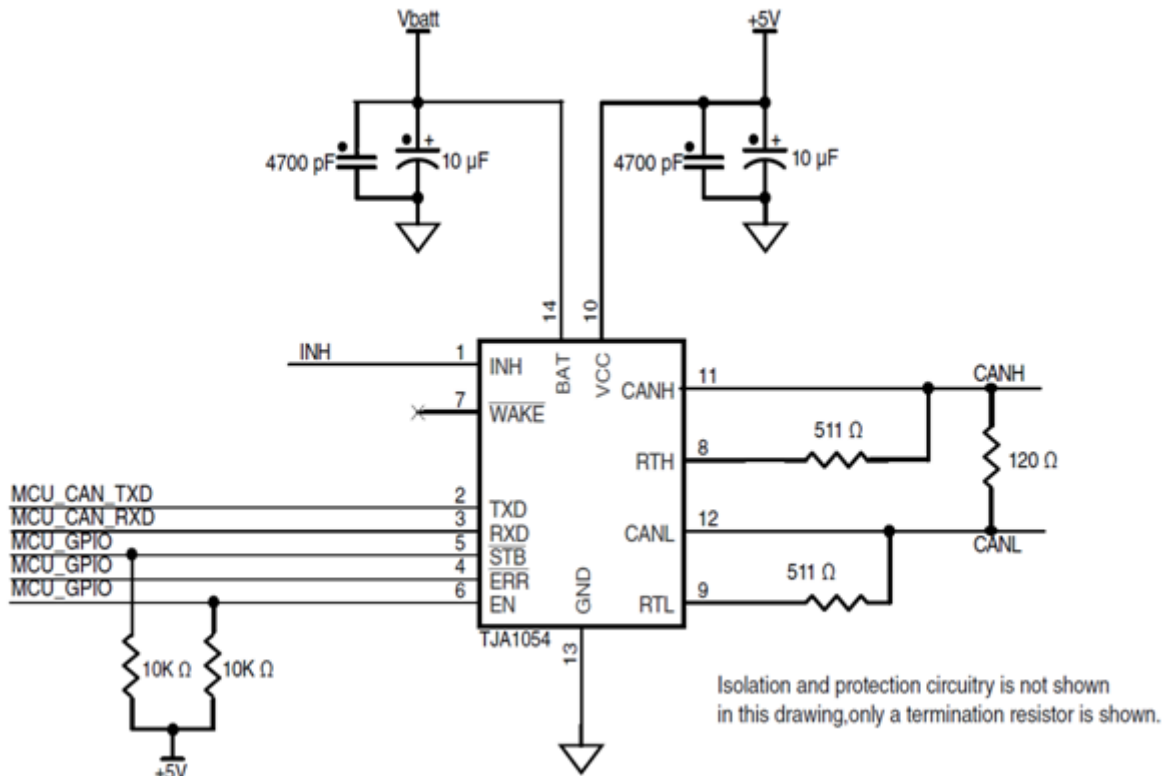 Vbatt
+5V
4700 pF
+
10 µF
4700 pF
+
10 µF
14
10
INH
1
INH
BAT
VCC
CANH
11
CANH
7
WAKE
511 Ω
RTH
8
120 Ω
MCU_CAN_TXD
2
TXD
MCU_CAN_RXD
3
RXD
CANL
12
CANL
MCU_GPIO
5
STB
MCU_GPIO
4
ERR
511 Ω
MCU_GPIO
6
EN
GND
RTL
9
TJA1054
13
10K Ω
10K Ω
+5V
Isolation and protection circuitry is not shown
in this drawing,only a termination resistor is shown.